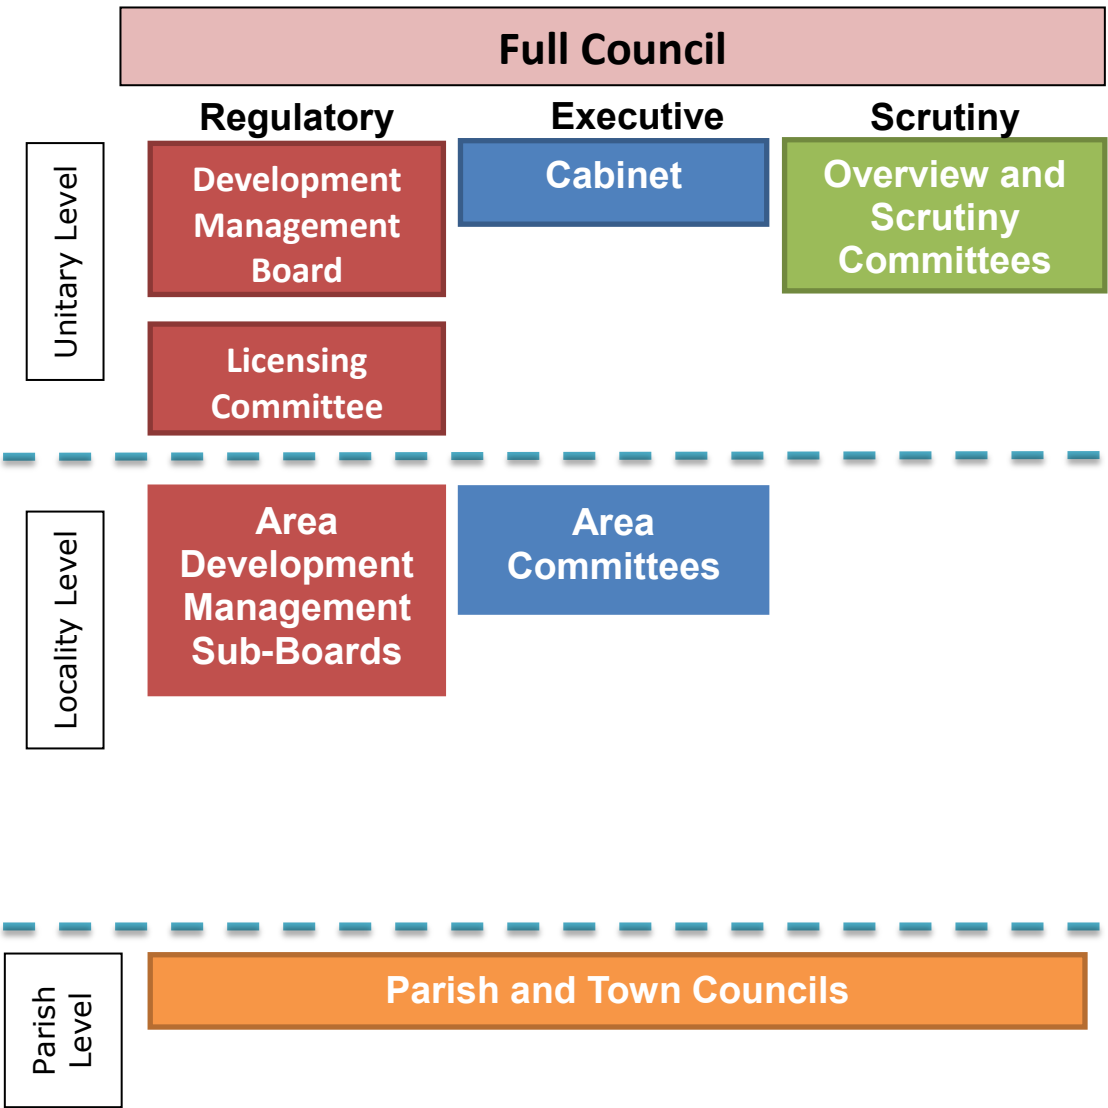 Full Council
Regulatory
Executive
Scrutiny
Unitary Level
Development
Management
Board
Cabinet
Overview and
Scrutiny
Committees
Licensing
Committee
Locality Level
Area
Development
Management
Sub-Boards
Area
Committees
Parish
Level
Parish and Town Councils